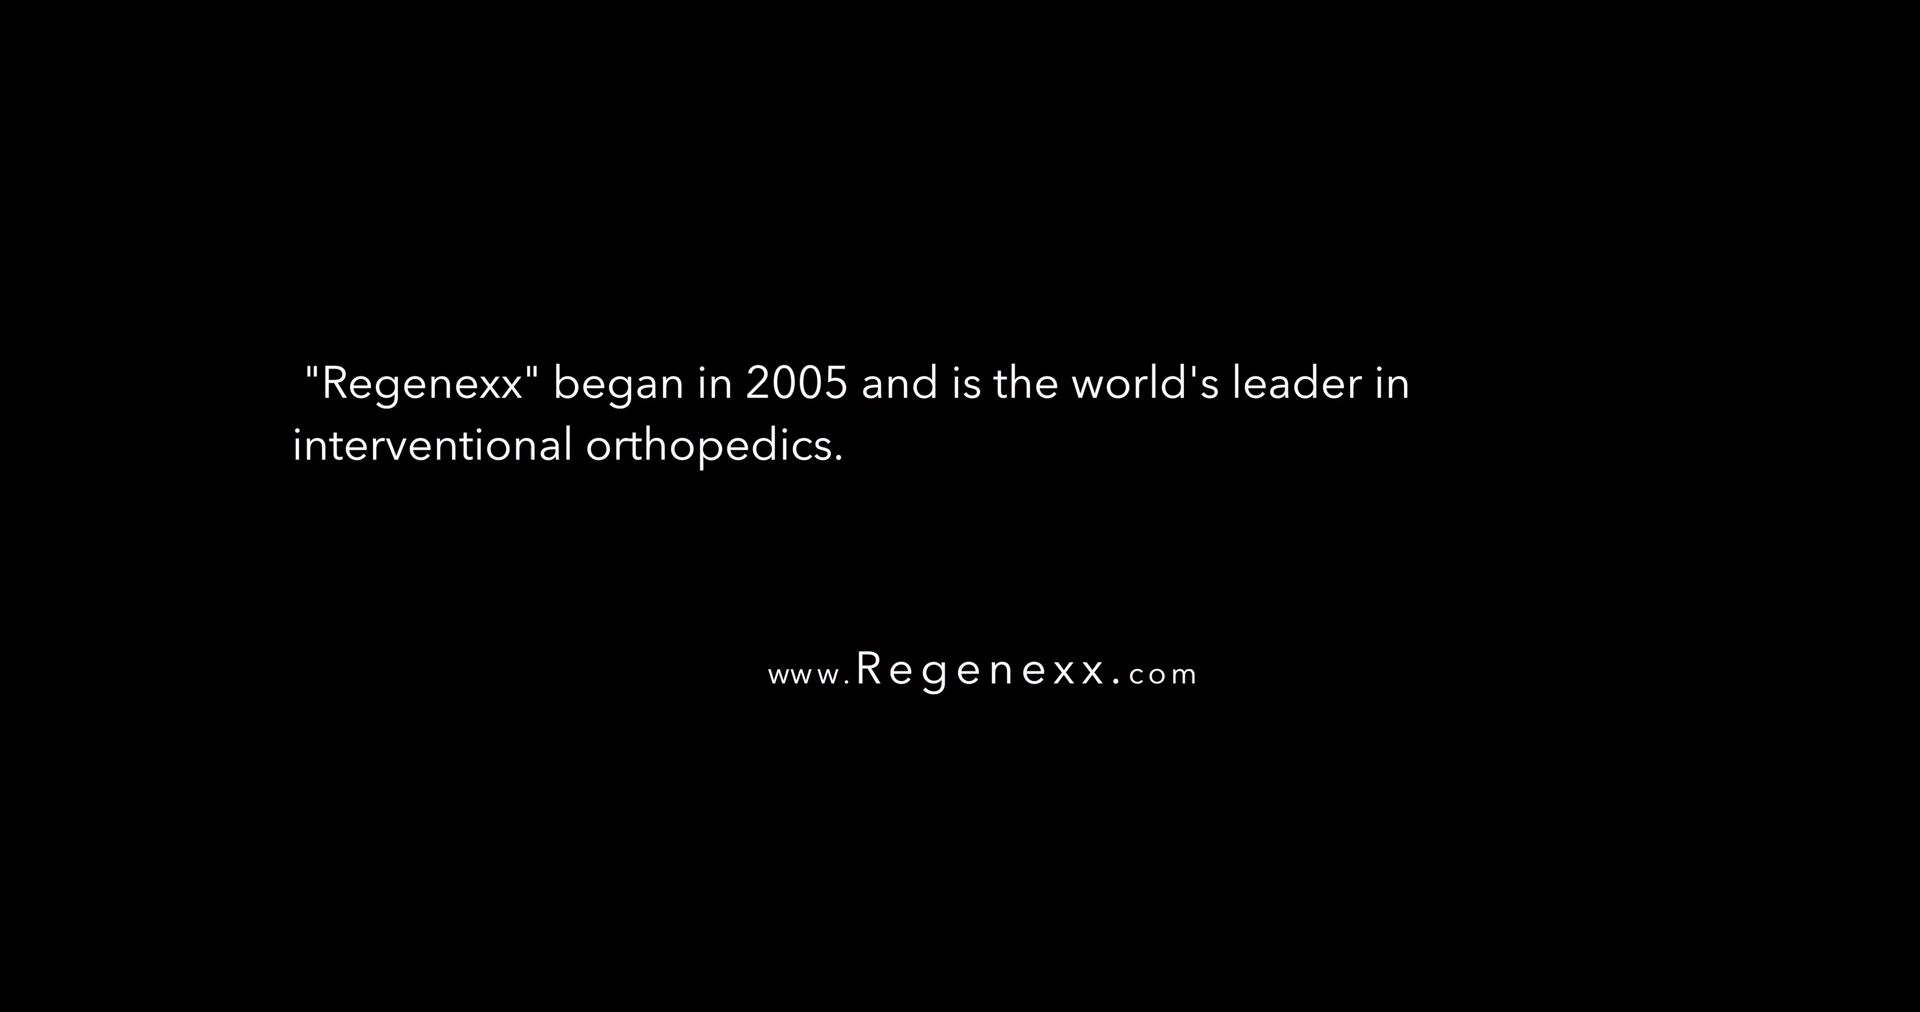 "Regenexx" began in 2005 and is the world's leader in
interventional orthopedics.
www.Regenexx.com